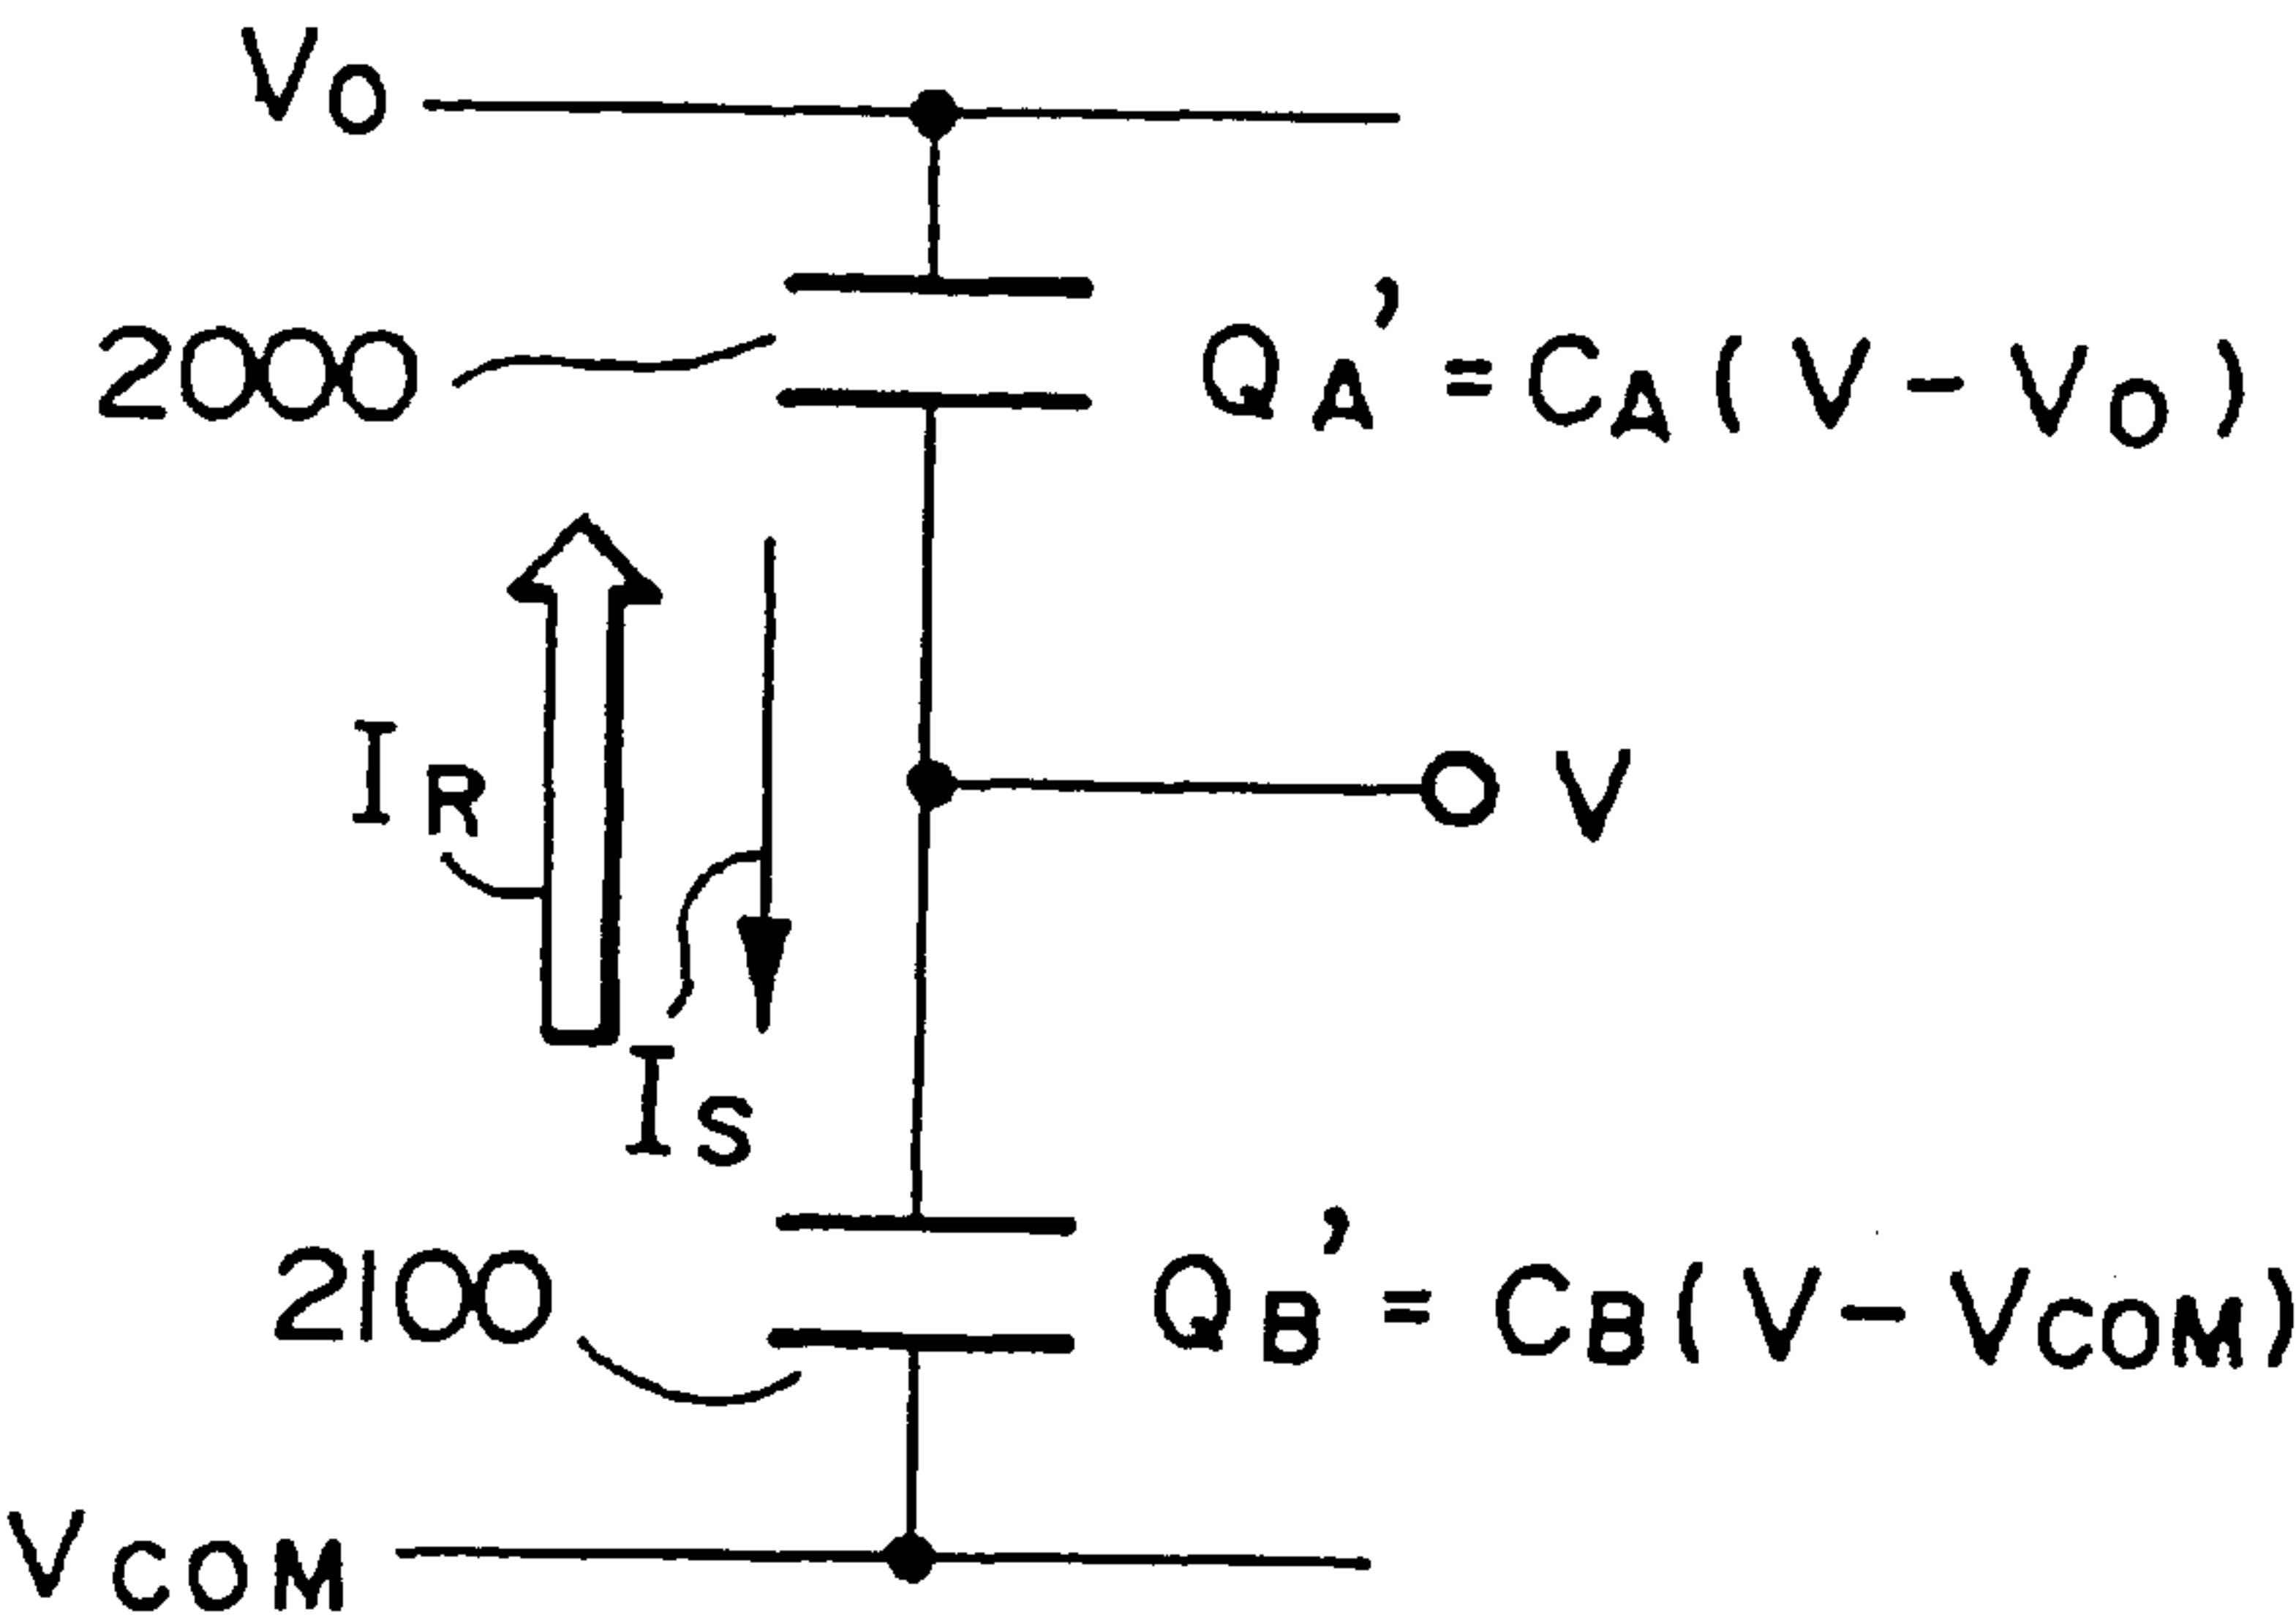 VO
2000
QA' = CA ( V - VO )
IR
V
IS
2100
QB' = CB ( V - VCOM )
VCOM